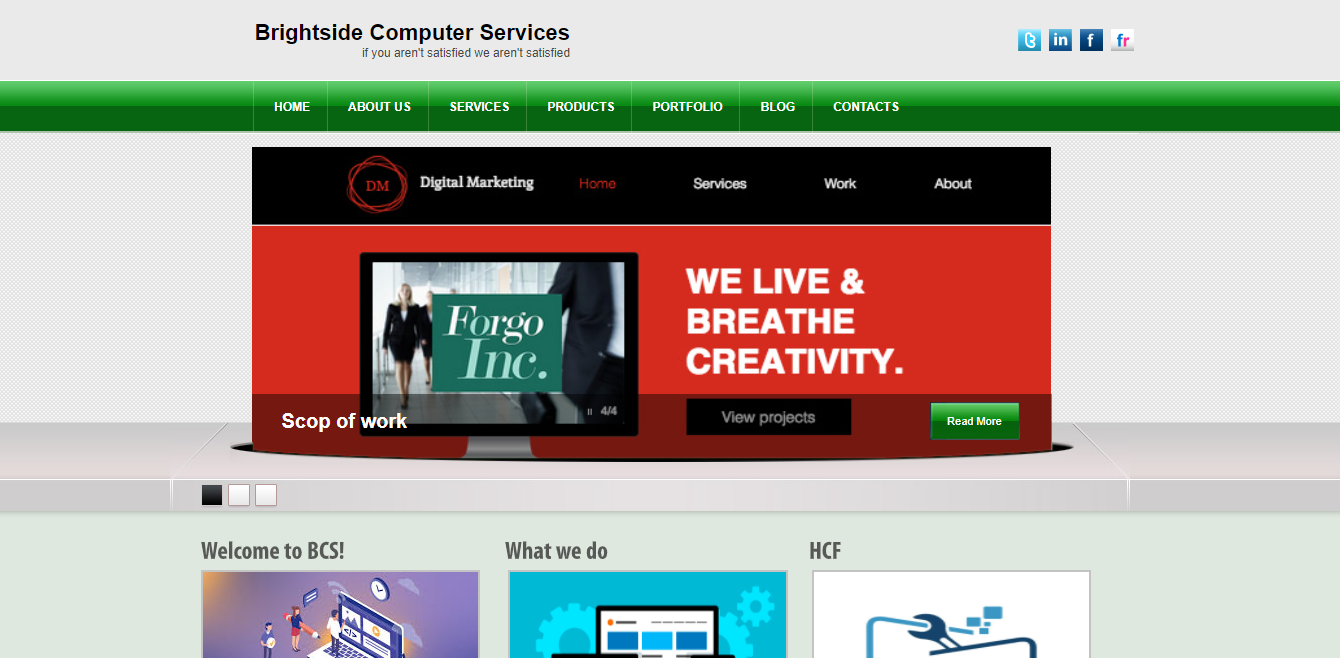 Brightside Computer Services
if you aren't satisfied we aren't satisfied
in f fr
HOME ABOUT US SERVICES PRODUCTS PORTFOLIO BLOG CONTACTS
DM Digital Marketing Home Services Work About
WE LIVE &
BREATHE
CREATIVITY.
Forgo
Inc.
4/4
View projects
Scop of work
Read More
Welcome to BCS! What we do HCF